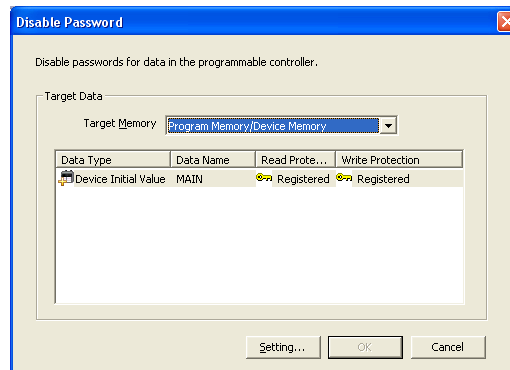 Disable Password
Disable passwords for data in the programmable controller.
Target Data
Target Memory Program Memory/Device Memory
Data Type Data Name Read Prote... Write Protection
Device Initial Value MAIN Registered Registered
Setting... OK Cancel